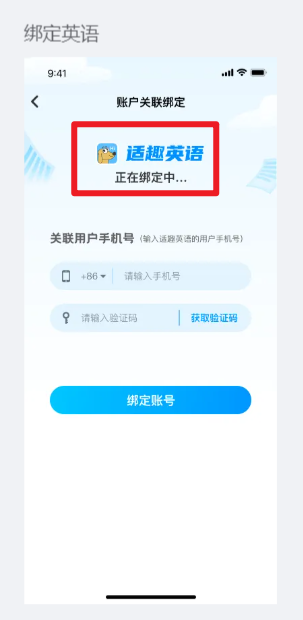 绑定英语
9:41
账户关联绑定
适趣英语
正在绑定中...
关联用户手机号（输入适趣英语的用户手机号）
+86 请输入手机号
请输入验证码 获取验证码
绑定账号